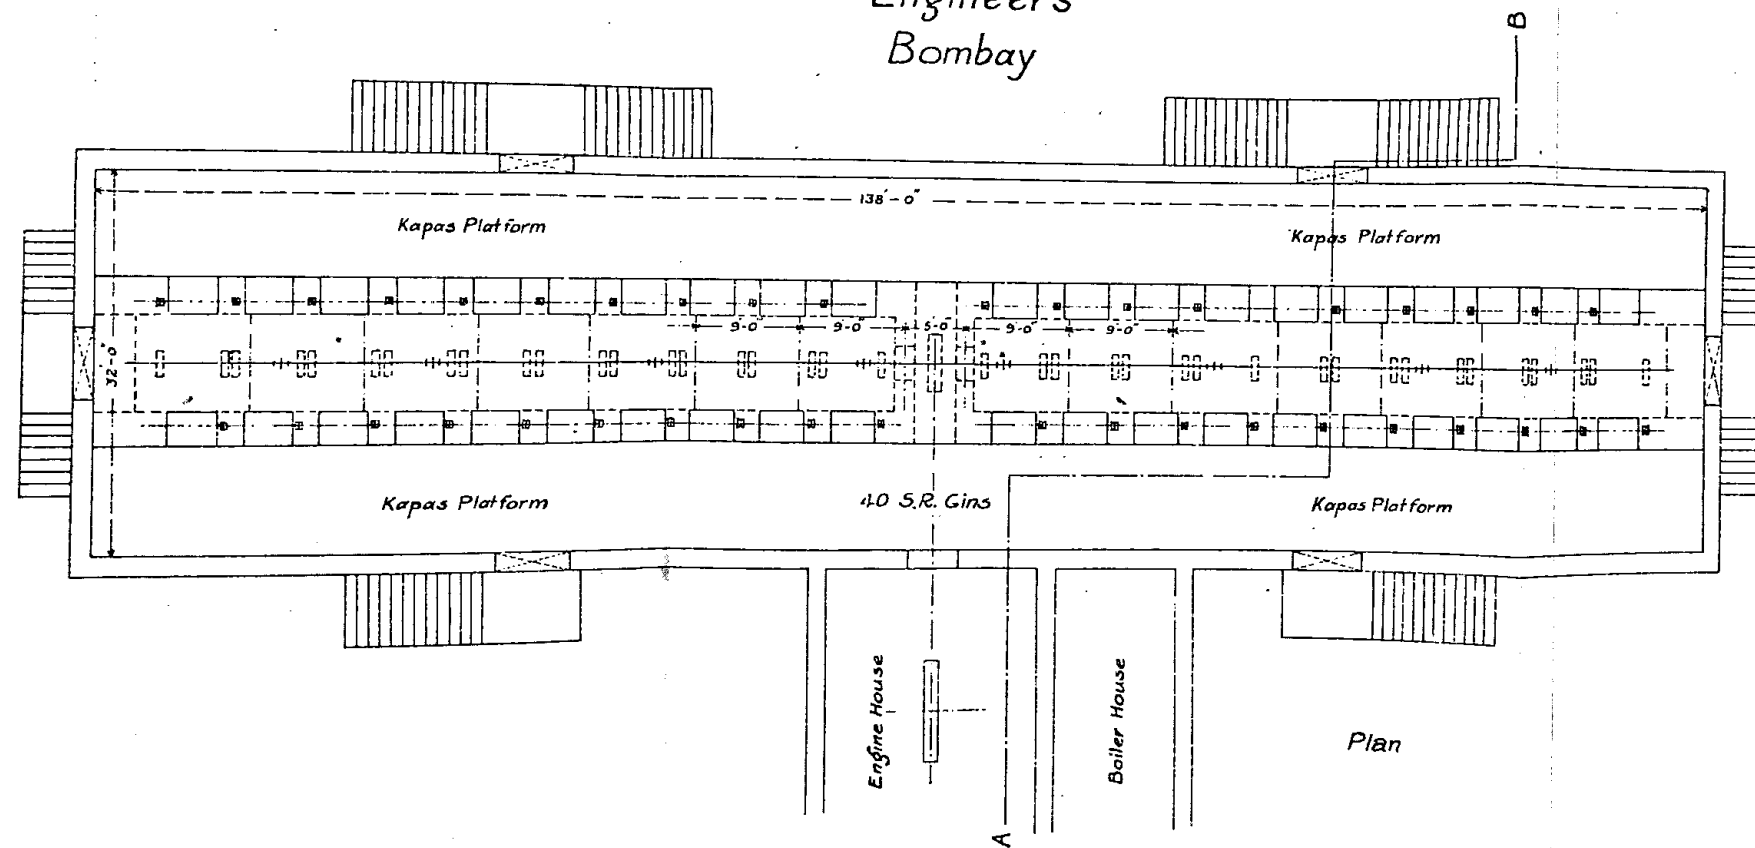 Engineers
Bombay
B
138'-0"
Kapas Platform
Kapas Platform
9'-0"
9'-0"
5-0
9'-0"
9'-0"
32'-0"
Kapas Platform
40 S.R. Gins
Kapas Platform
Engine House
Boiler House
Plan
A